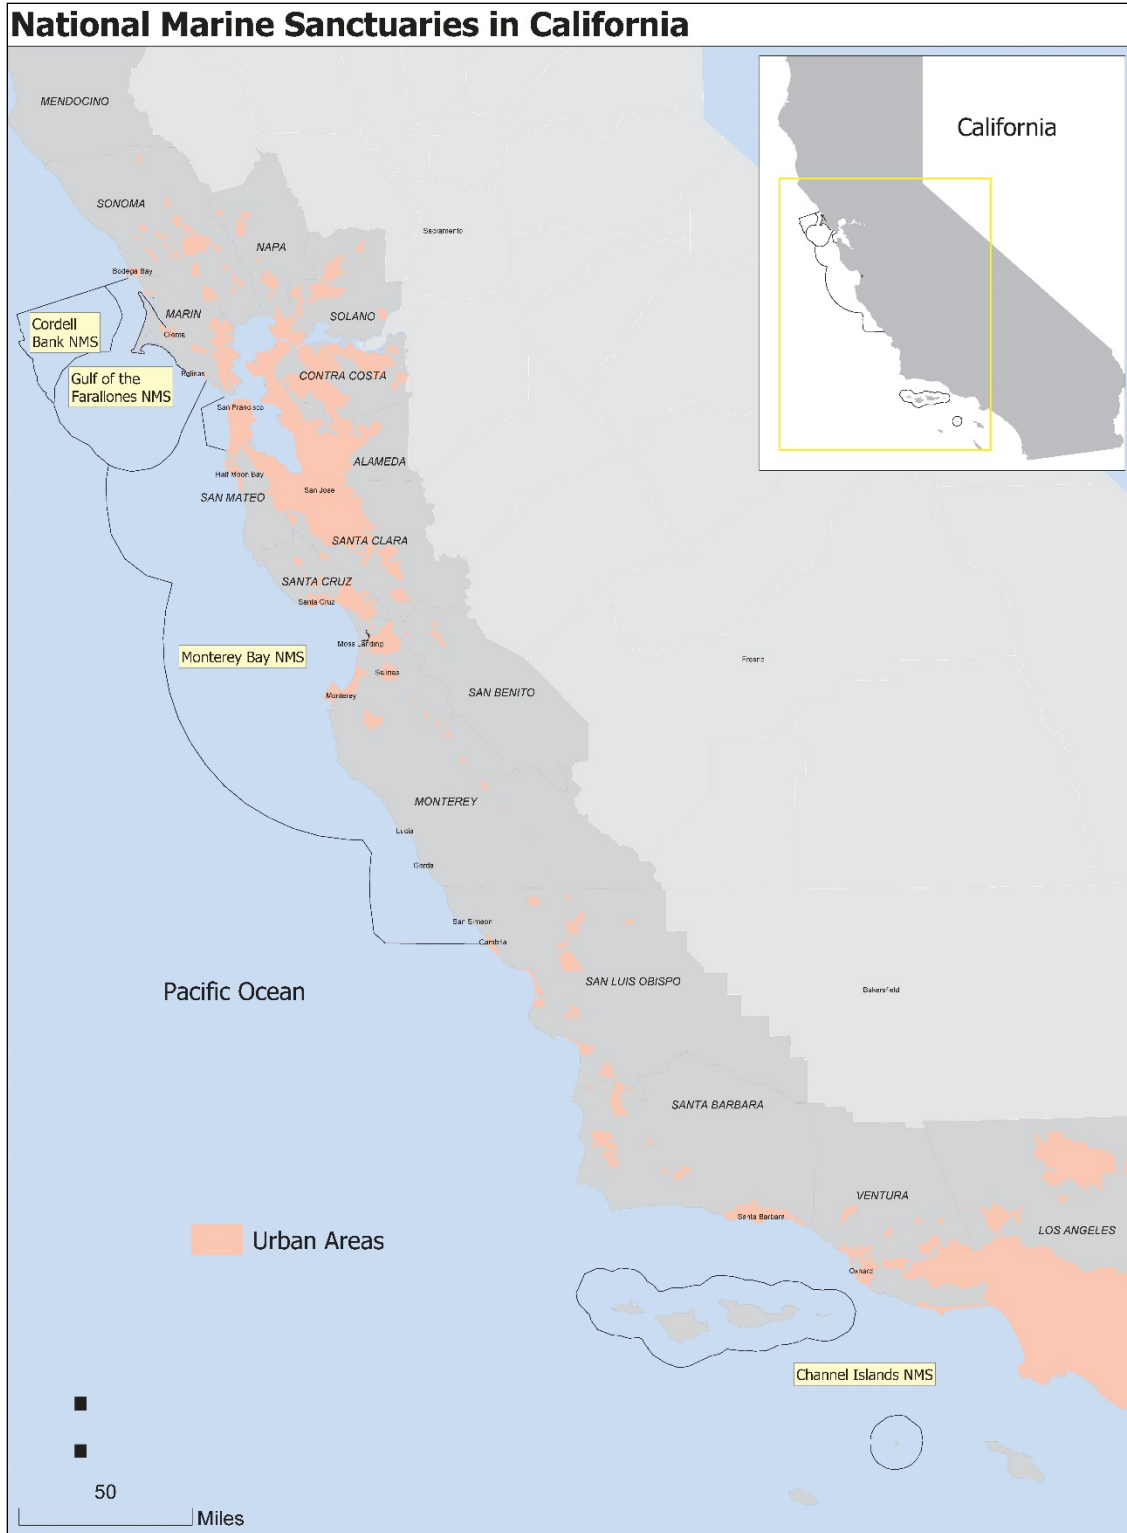 National Marine Sanctuaries in California
MENDOCINO
California
SONOMA
Sacramento
NAPA
Bodega Bay
MARIN
SOLANO
Cordell
Bank NMS
Olema
Bolinas
CONTRA COSTA
Gulf of the
Farallones NMS
San Francisco
ALAMEDA
Half Moon Bay
SAN MATEO
San Jose
SANTA CLARA
SANTA CRUZ
Santa Cruz
Moss Landing
Monterey Bay NMS
Fresno
Salinas
Monterey
SAN BENITO
MONTEREY
Lucia
Gorda
San Simeon
Cambria
Pacific Ocean
SAN LUIS OBISPO
Bakersfield
SANTA BARBARA
VENTURA
Santa Barbara
LOS ANGELES
Urban Areas
Oxnard
Channel Islands NMS
50
Miles